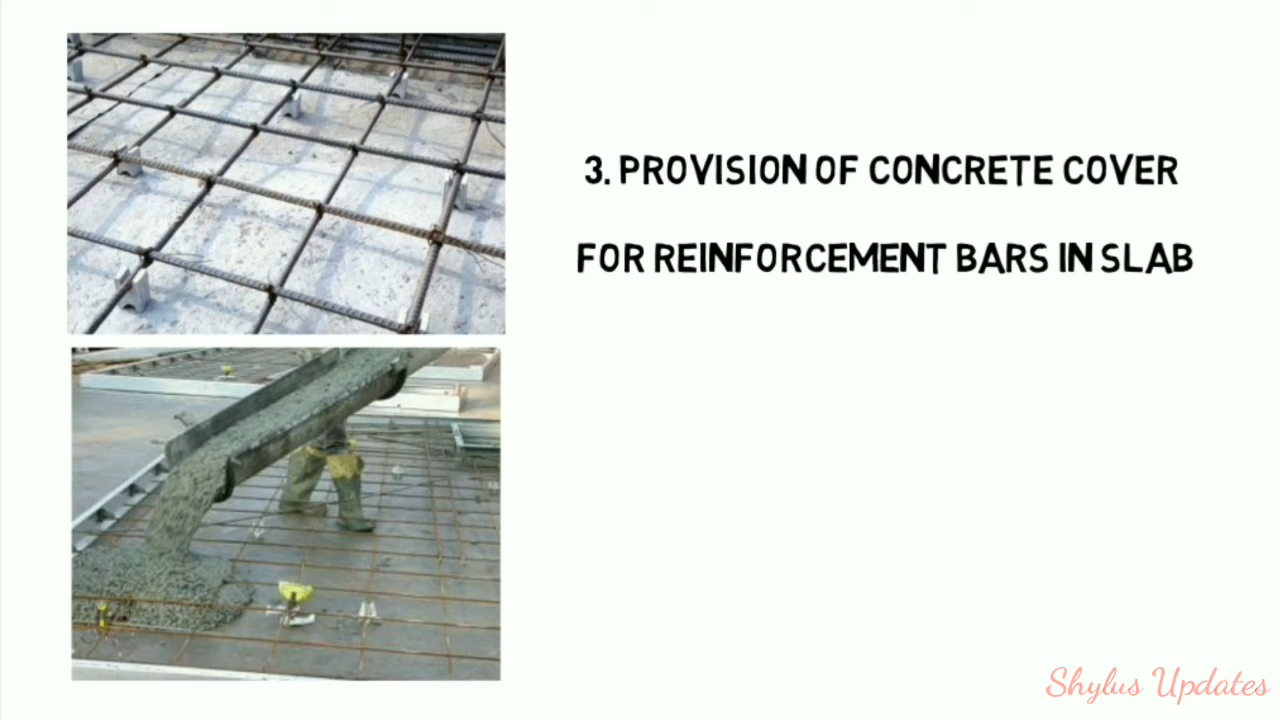 3. PROVISION OF CONCRETE COVER
FOR REINFORCEMENT BARS IN SLAB
Shylus Updates